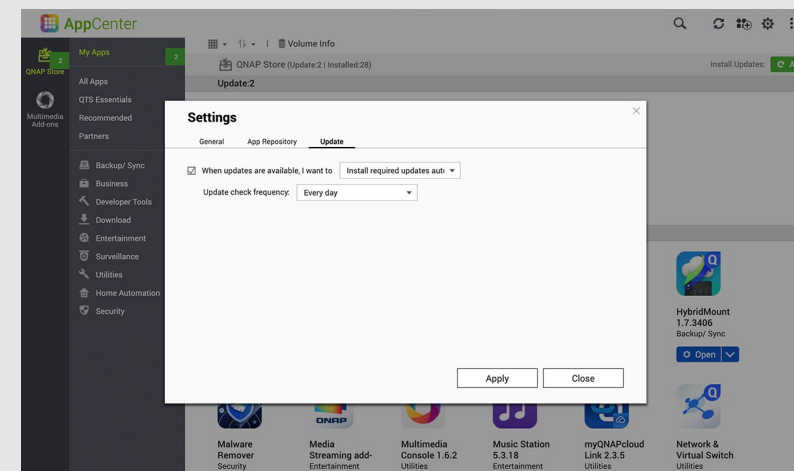 AppCenter
Volume Info
2
QNAP Store
My Apps
2
QNAP Store (Update:2 | Installed:28)
Install Updates:
Update:2
All Apps
QTS Essentials
Multimedia
Add-ons
Recommended
Partners
Backup/ Sync
Business
Developer Tools
Download
Entertainment
Surveillance
Utilities
Home Automation
Security
Settings
General
App Repository
Update
When updates are available, I want to
Install required updates
Update check frequency:
Every day
Apply
Close
HybridMount
1.7.3406
Backup/ Sync
Open
QNAP
Malware
Remover
Security
Media
Streaming add-
Entertainment
Multimedia
Console 1.6.2
Utilities
Music Station
5.3.18
Entertainment
myQNAPcloud
Link 2.3.5
Utilities
Network &
Virtual Switch
Utilities